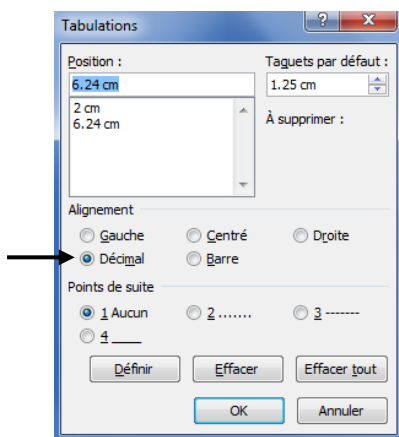 Tabulations
Position :
Taquets par défaut :
6.24 cm
1.25 cm
2 cm
6.24 cm
À supprimer :
Alignement
Gauche
Centré
Droite
Décimal
Barre
Points de suite
1 Aucun
2 .......
3 -------
4 ____
Définir
Effacer
Effacer tout
OK
Annuler